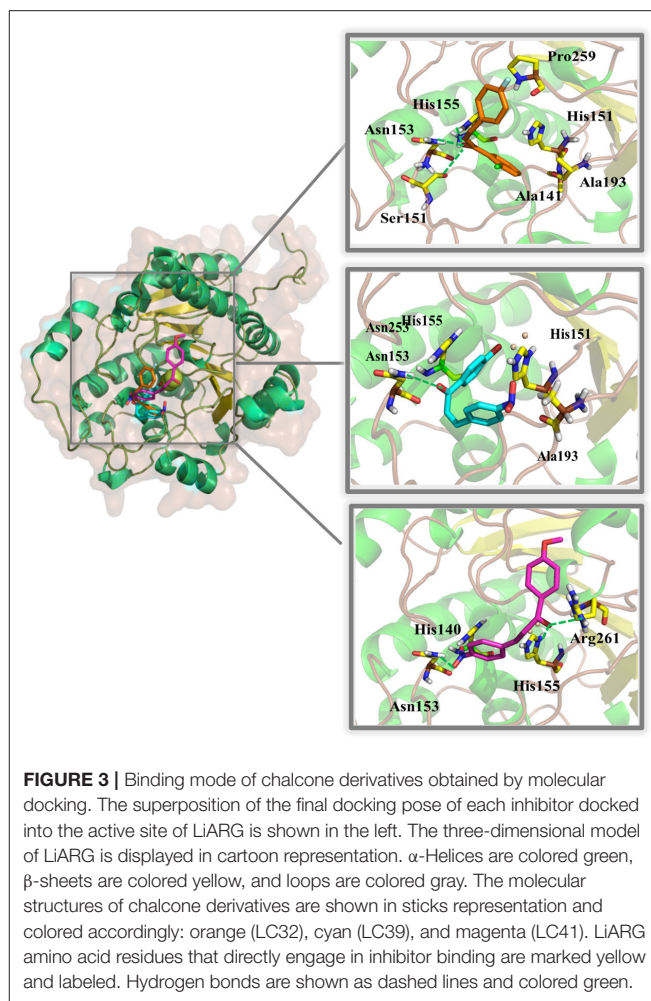 Pro259
His155
His151
Asn153
Ala193
Ala141
Ser151
Asn253
His155
His151
Asn153
Ala193
His140
Arg261
His155
Asn153
FIGURE 3 | Binding mode of chalcone derivatives obtained by molecular
docking. The superposition of the final docking pose of each inhibitor docked
into the active site of LiARG is shown in the left. The three-dimensional model
of LiARG is displayed in cartoon representation. α-Helices are colored green,
β-sheets are colored yellow, and loops are colored gray. The molecular
structures of chalcone derivatives are shown in sticks representation and
colored accordingly: orange (LC32), cyan (LC39), and magenta (LC41). LiARG
amino acid residues that directly engage in inhibitor binding are marked yellow
and labeled. Hydrogen bonds are shown as dashed lines and colored green.